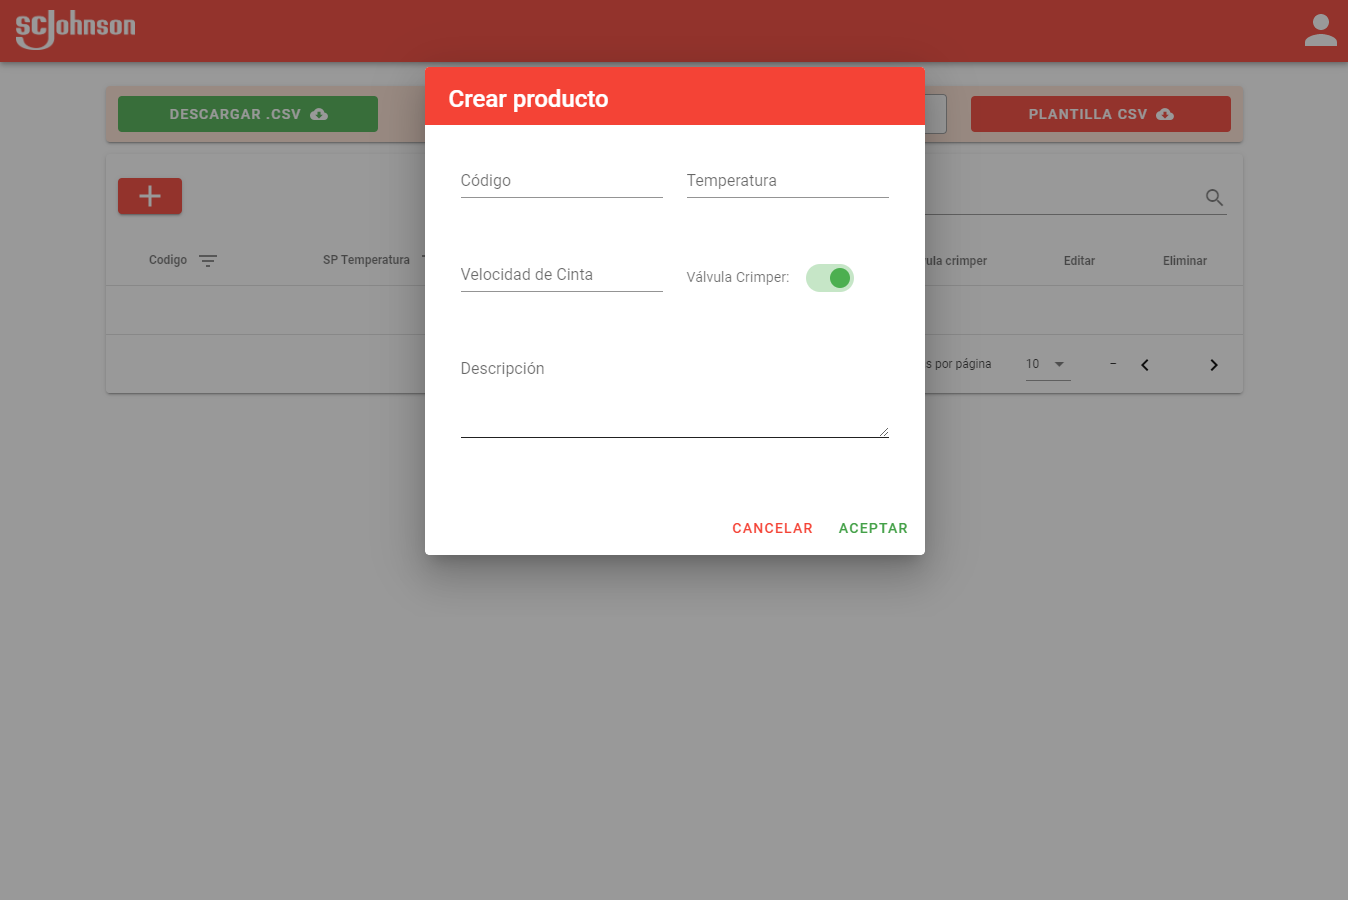 scJohnson
Crear producto
DESCARGAR .CSV
PLANTILLA CSV
Código
Temperatura
Codigo
SP Temperatura
crimper
Editar
Eliminar
Velocidad de Cinta
Válvula Crimper:
Descripción
por página
10
–
CANCELAR
ACEPTAR